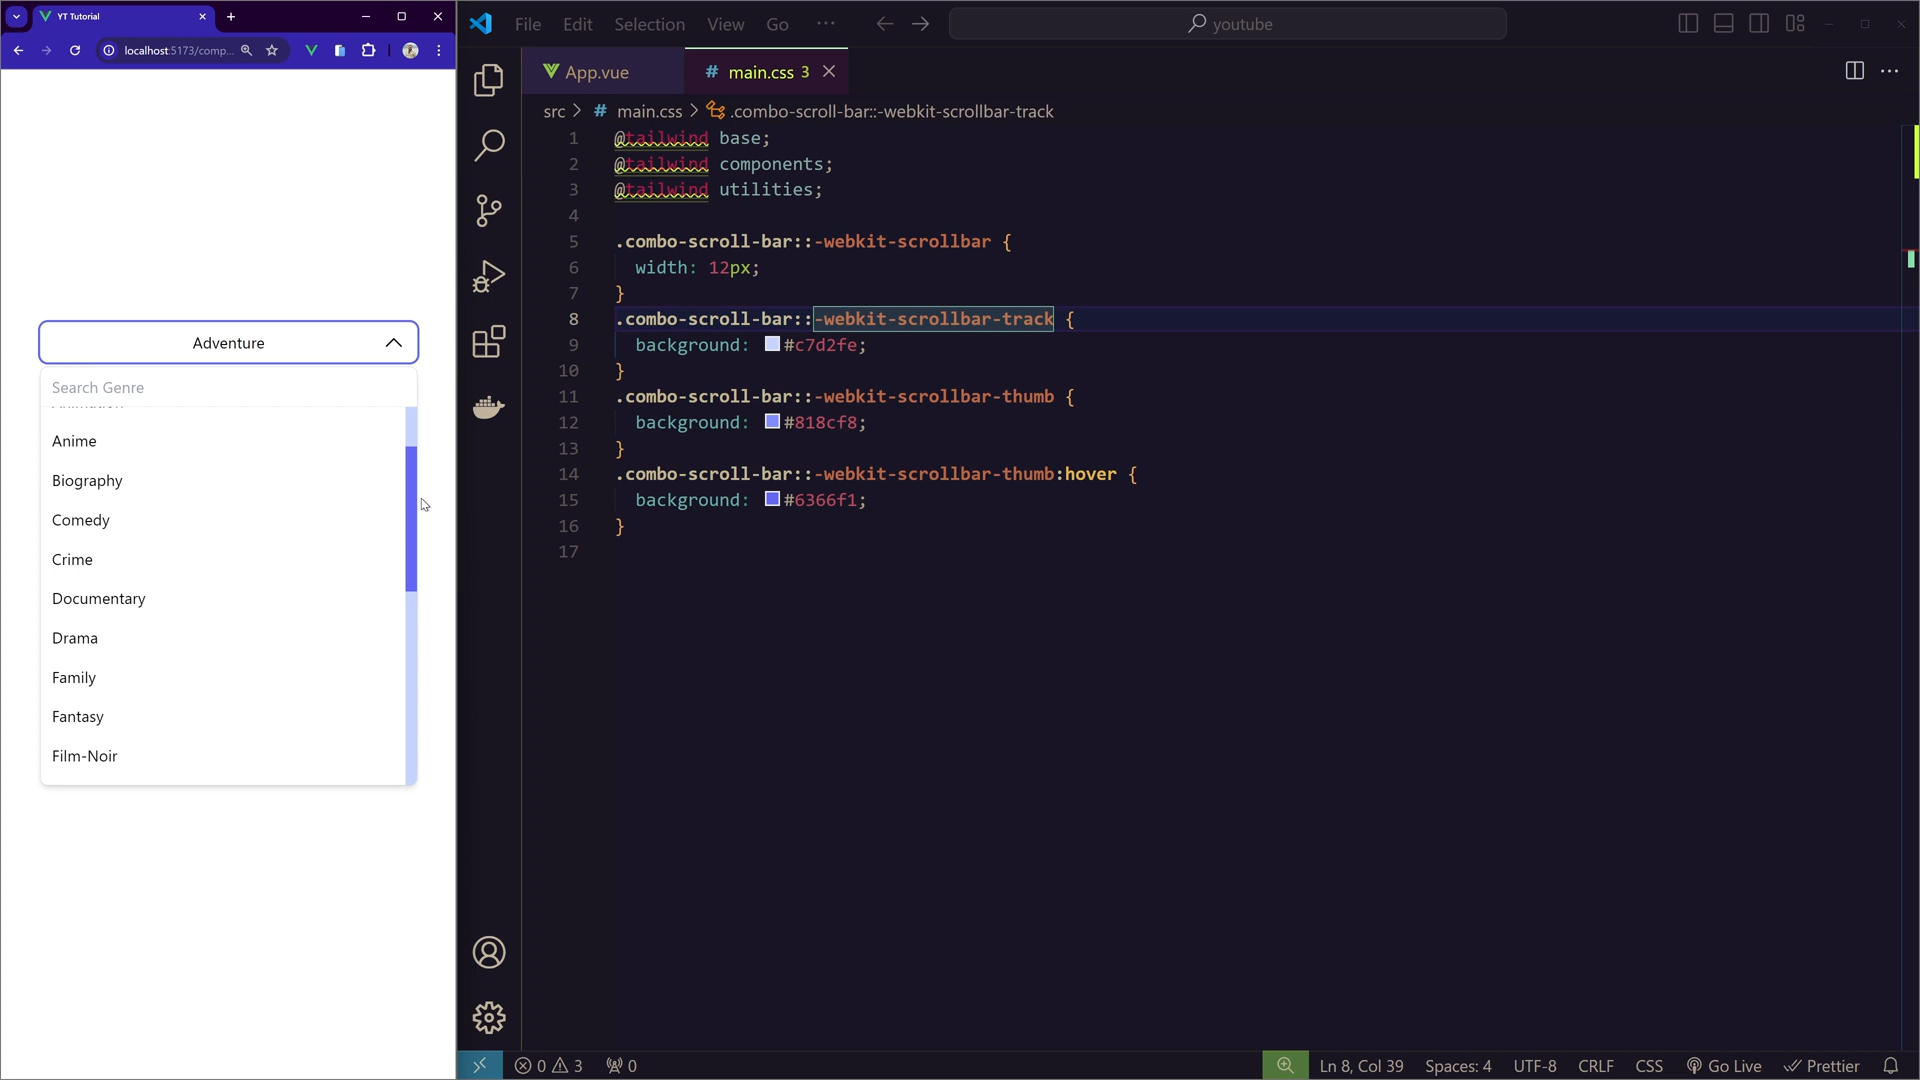 YT Tutorial
localhost:5173/comp...
Adventure
Search Genre
Animation
Anime
Biography
Comedy
Crime
Documentary
Drama
Family
Fantasy
Film-Noir
File Edit Selection View Go ···
youtube
App.vue
# main.css 3
src > # main.css > .combo-scroll-bar::-webkit-scrollbar-track
1 @tailwind base;
2 @tailwind components;
3 @tailwind utilities;
4
5 .combo-scroll-bar::-webkit-scrollbar {
6 width: 12px;
7 }
8 .combo-scroll-bar::-webkit-scrollbar-track {
9 background: #c7d2fe;
10 }
11 .combo-scroll-bar::-webkit-scrollbar-thumb {
12 background: #818cf8;
13 }
14 .combo-scroll-bar::-webkit-scrollbar-thumb:hover {
15 background: #6366f1;
16 }
17
0 3 0 Ln 8, Col 39 Spaces: 4 UTF-8 CRLF CSS Go Live Prettier